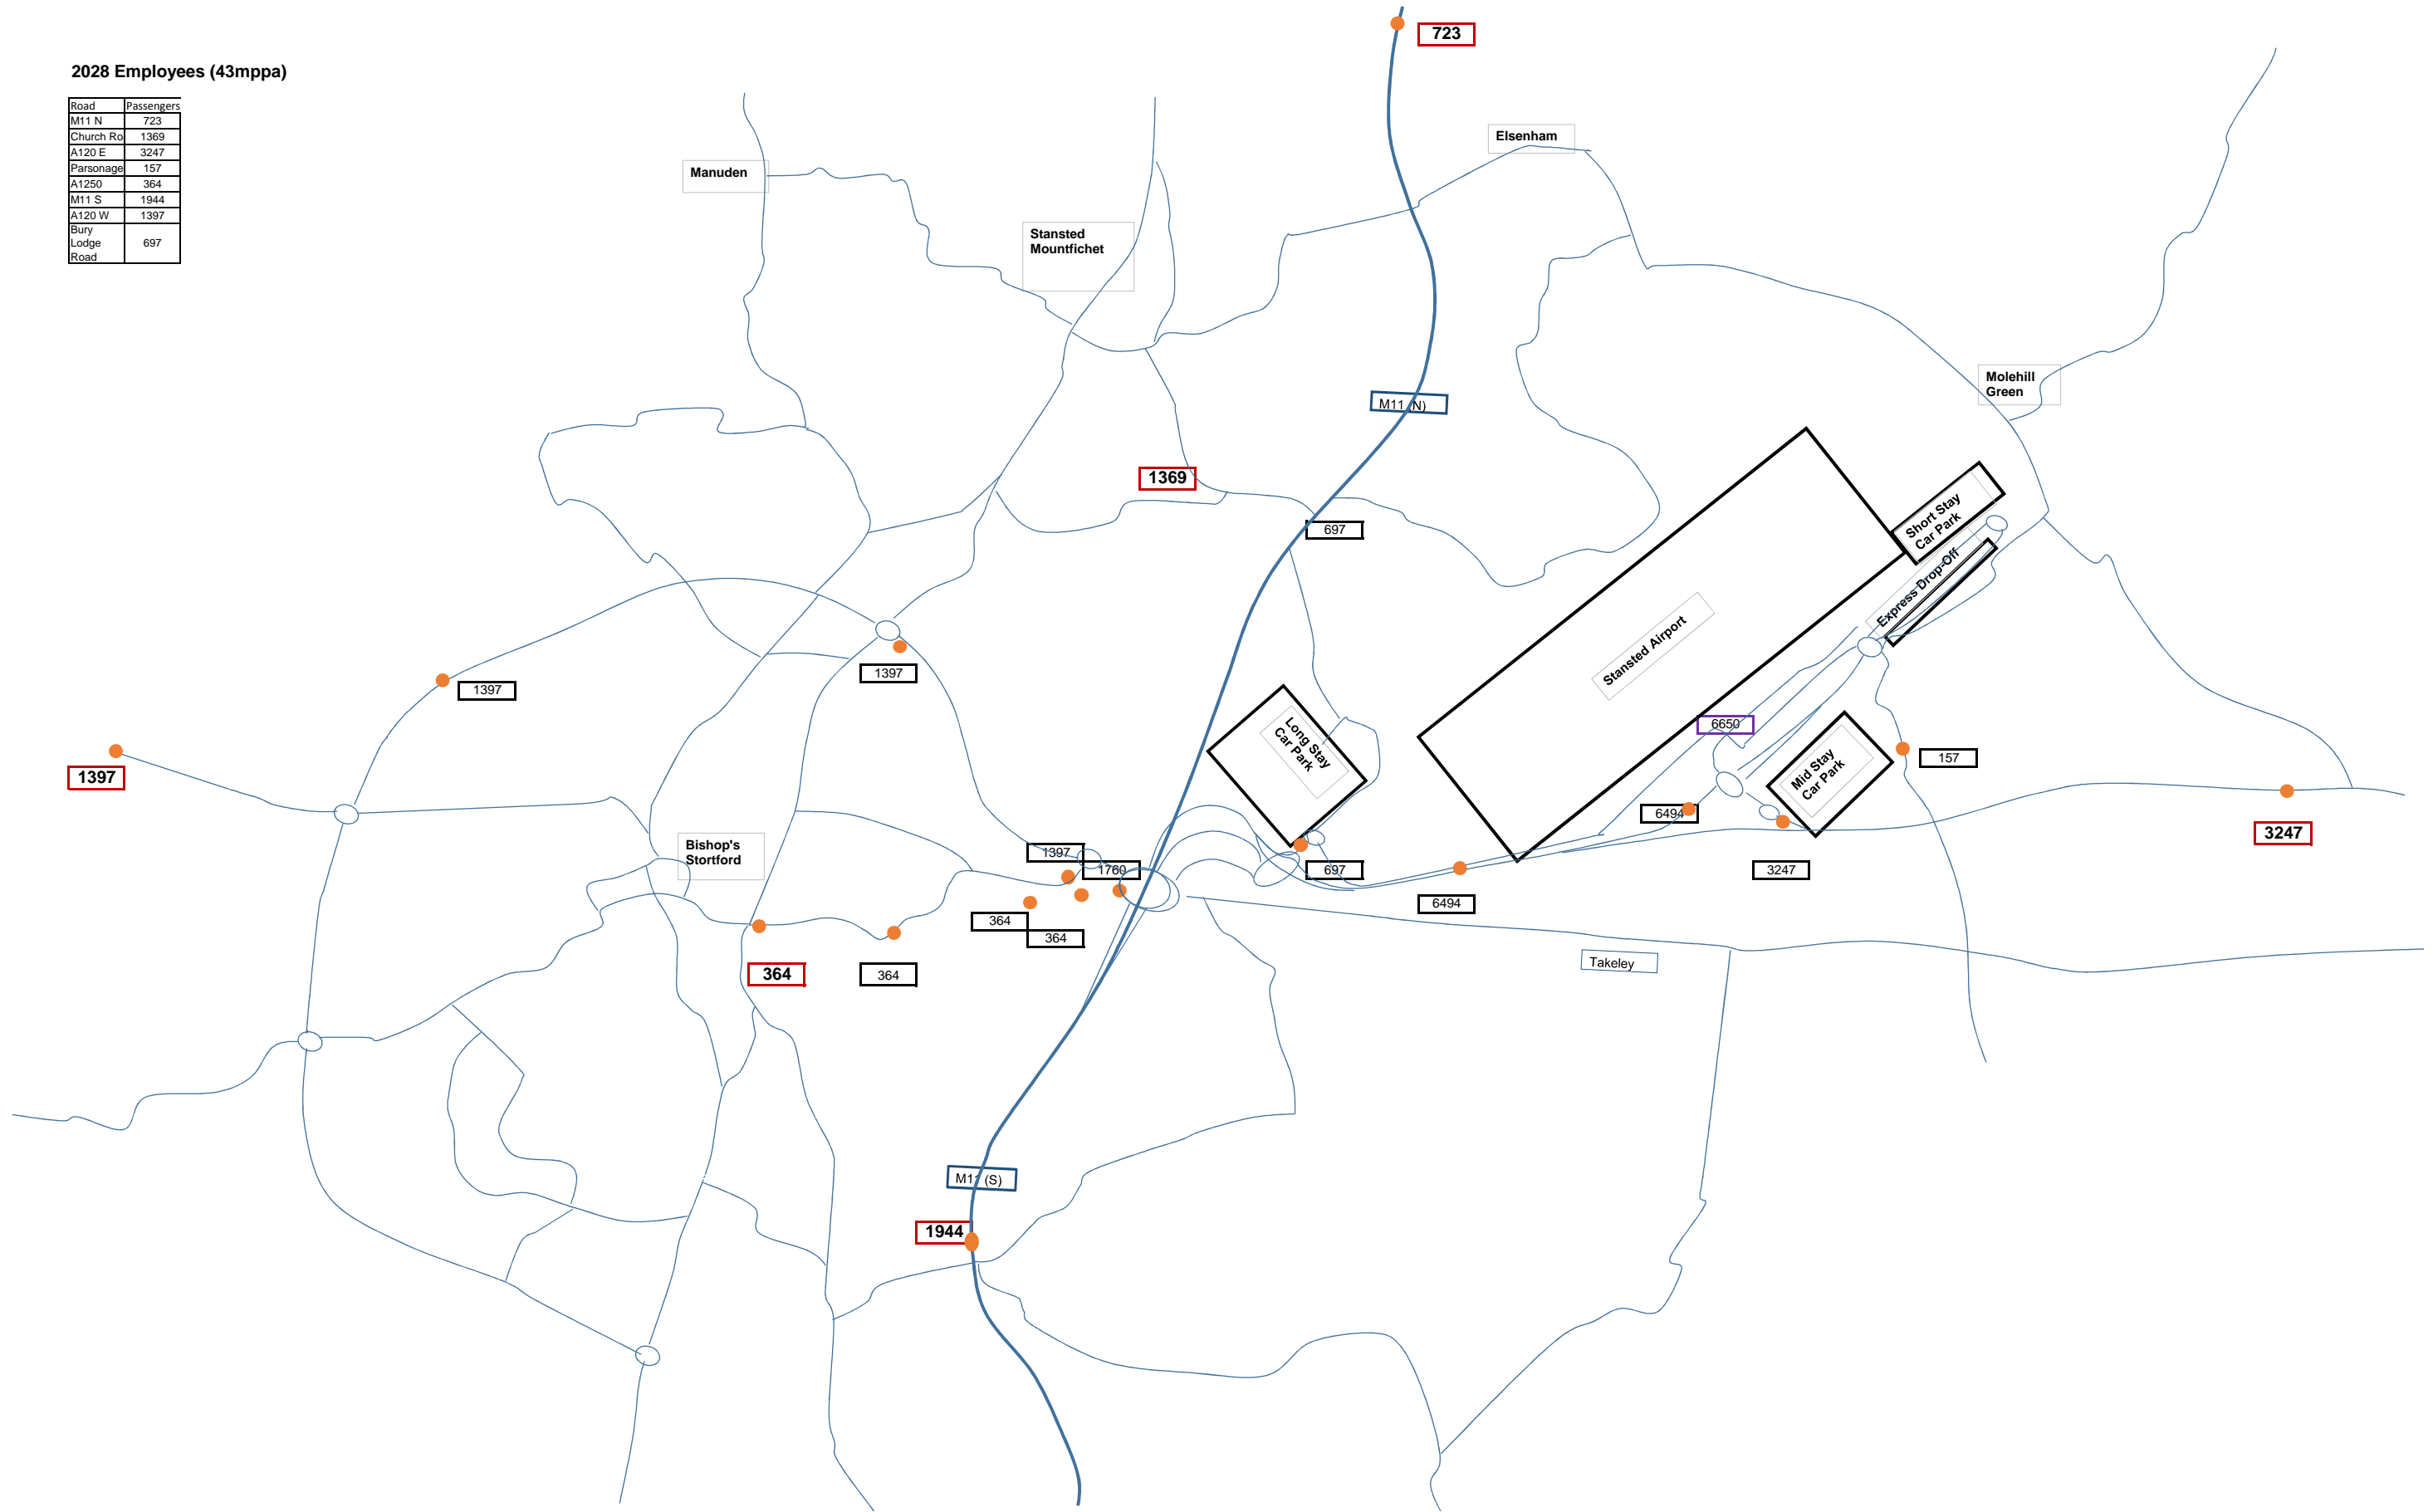 723
2028 Employees (43mppa)
Road Passengers
M11 N 723
Church Ro 1369
A120 E 3247
Parsonage 157
A1250 364
M11 S 1944
A120 W 1397
Bury
Lodge
Road
697
Elsenham
Manuden
Stansted
Mountfichet
Molehill
Green
M11 (N)
1369
697
Short Stay
Car Park
Express Drop-Off
Stansted Airport
1397
1397
1397
Long Stay
Car Park
6650
Mid Stay
Car Park
157
6494
3247
Bishop's
Stortford
1397
1760
697
3247
6494
364
364
364
364
Takeley
M11 (S)
1944